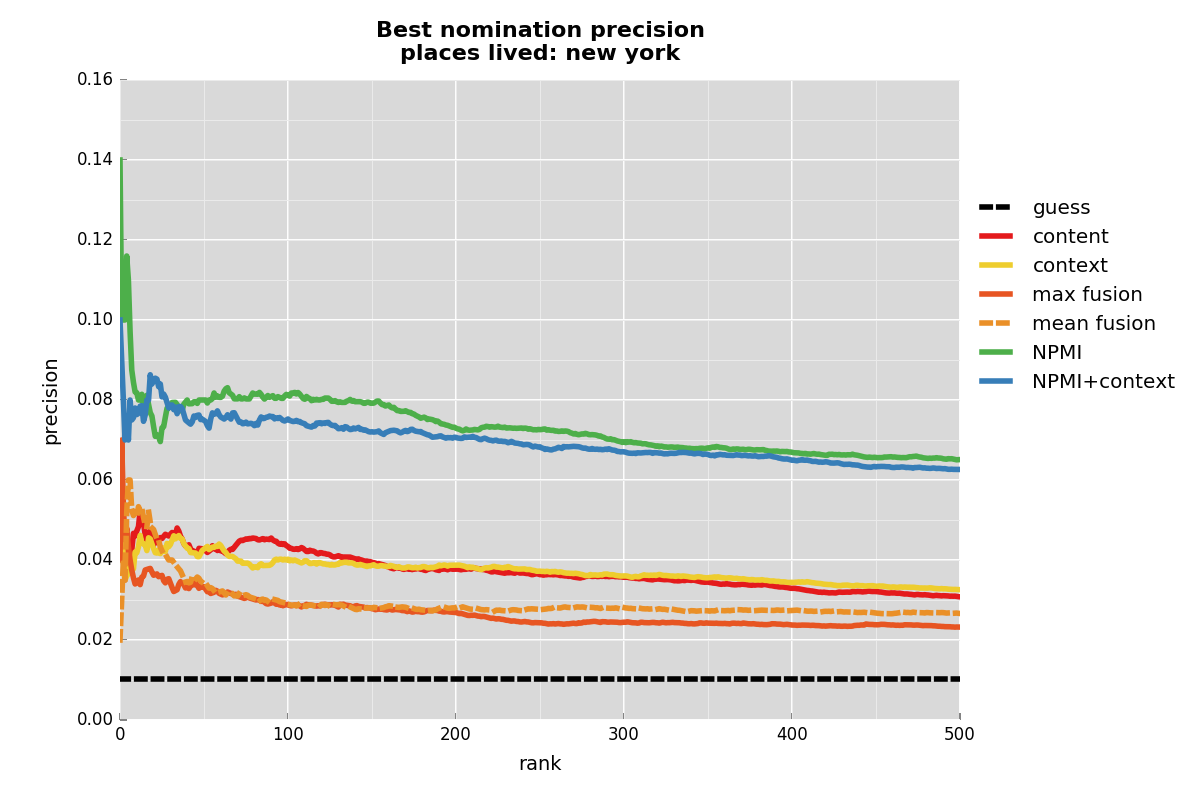 Best nomination precision
places lived: new york
0.16
0.14
0.12
0.10
0.08
0.06
0.04
0.02
0.00
precision
0
100
200
300
400
500
rank
guess
content
context
max fusion
mean fusion
NPMI
NPMI+context